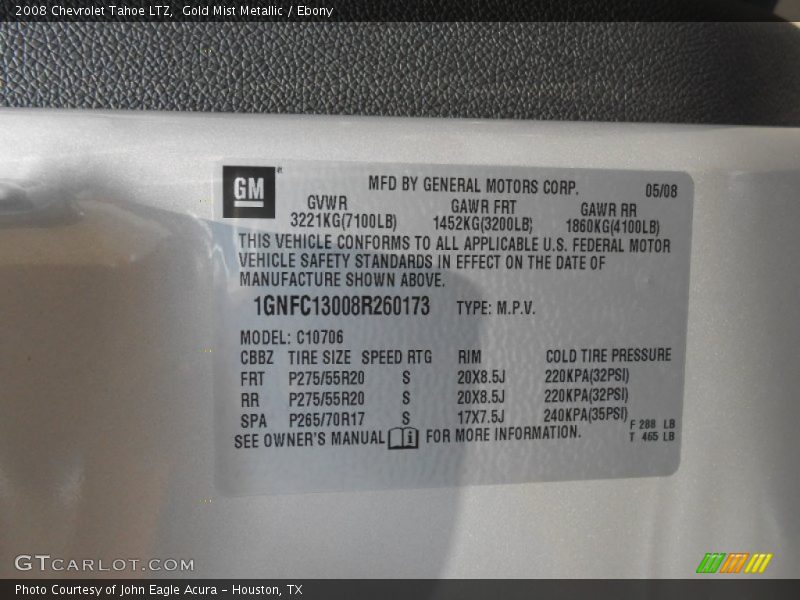 2008 Chevrolet Tahoe LTZ,  Gold Mist Metallic / Ebony
GM MFD BY GENERAL MOTORS CORP. 05/08
GVWR GAWR FRT GAWR RR
3221KG(7100LB) 1452KG(3200LB) 1860KG(4100LB)
THIS VEHICLE CONFORMS TO ALL APPLICABLE U.S. FEDERAL MOTOR
VEHICLE SAFETY STANDARDS IN EFFECT ON THE DATE OF
MANUFACTURE SHOWN ABOVE.
1GNFC13008R260173 TYPE: M.P.V.
MODEL: C10706
CBBZ TIRE SIZE SPEED RTG RIM COLD TIRE PRESSURE
FRT P275/55R20 S 20X8.5J 220KPA(32PSI)
RR P275/55R20 S 20X8.5J 220KPA(32PSI)
SPA P265/70R17 S 17X7.5J 240KPA(35PSI)
F 288 LB
SEE OWNER'S MANUAL i FOR MORE INFORMATION. T 465 LB
GTCARLOT.COM
Photo Courtesy of John Eagle Acura - Houston, TX